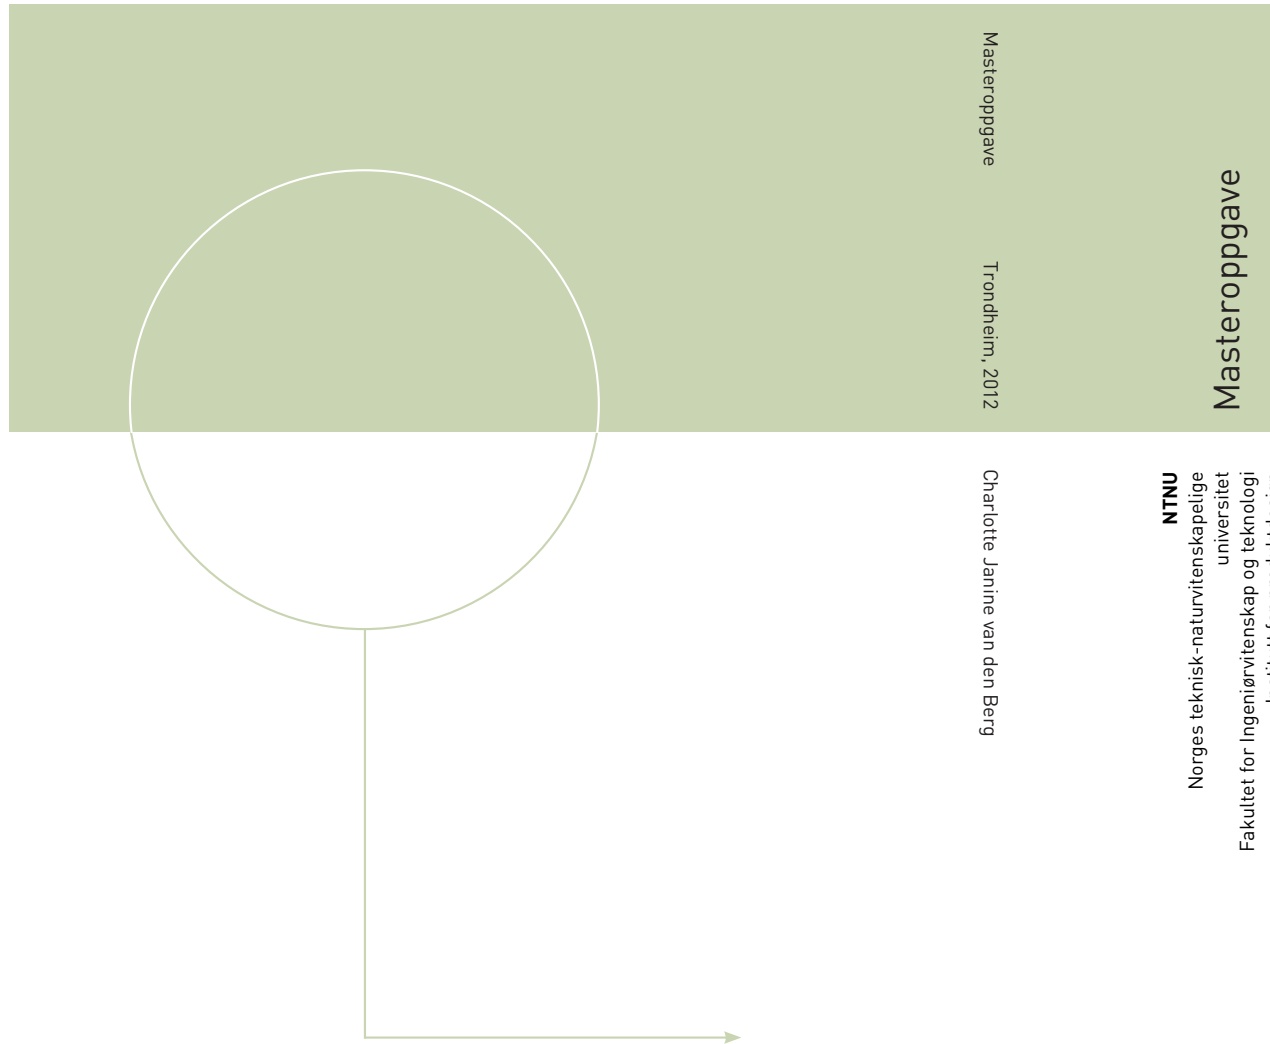 Masteroppgave
Trondheim, 2012
Charlotte Janine van den Berg
Masteroppgave
NTNU
Norges teknisk-naturvitenskapelige
universitet
Fakultet for Ingeniørvitenskap og teknologi